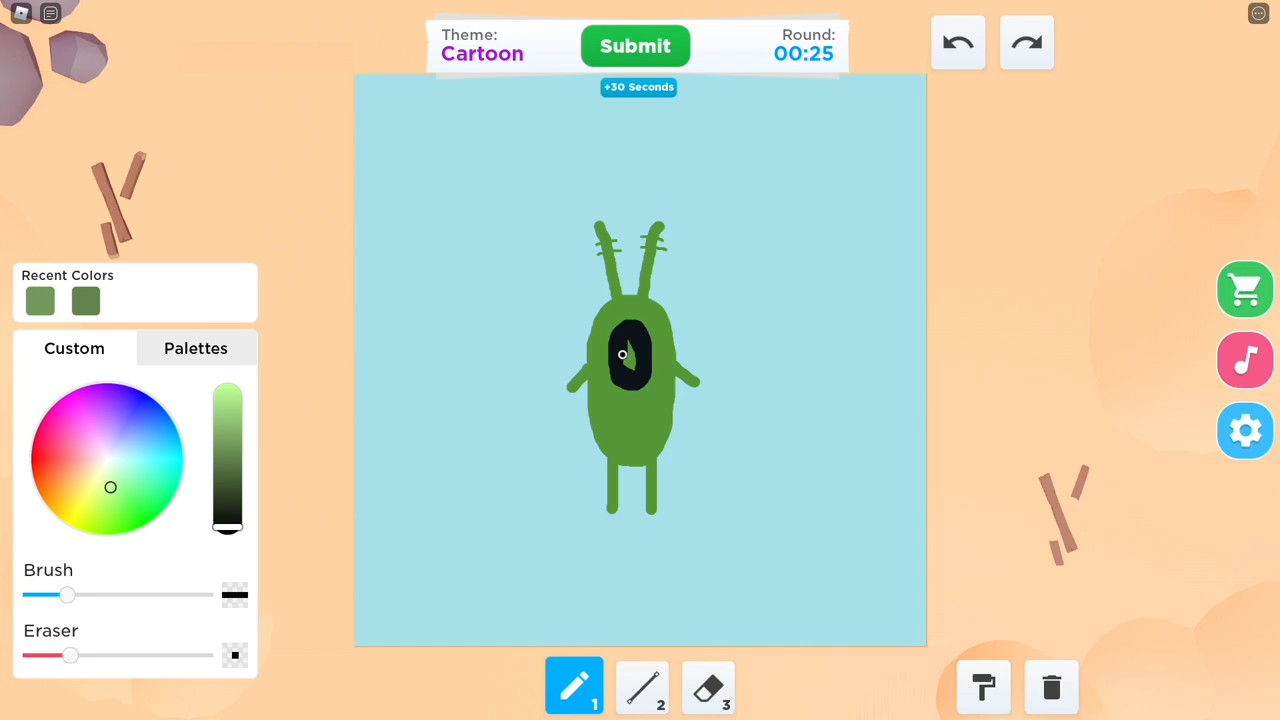 Theme:
Cartoon
Submit
Round:
00:25
+30 Seconds
Recent Colors
Custom
Palettes
Brush
Eraser
1
2
3